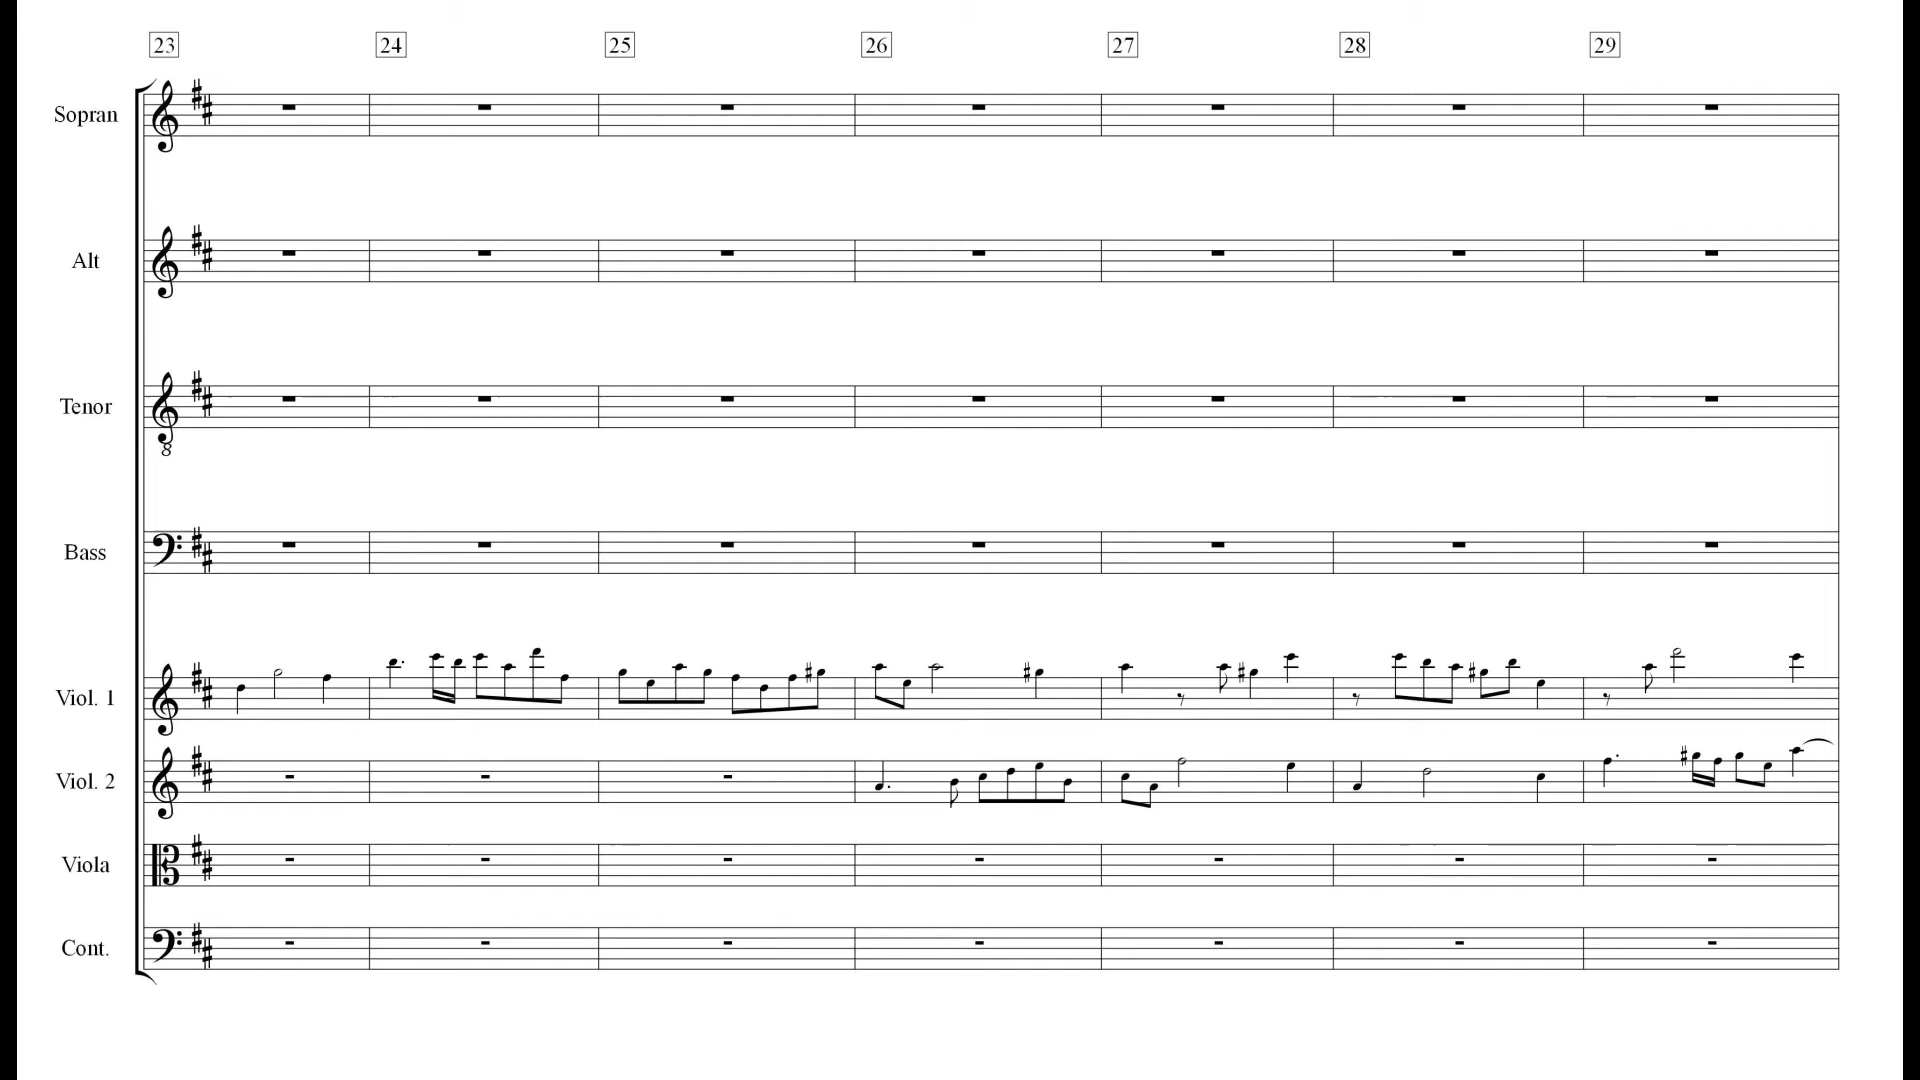 23 24 25 26 27 28 29
Sopran
Alt
Tenor
8
Bass
Viol. 1
Viol. 2
Viola
Cont.